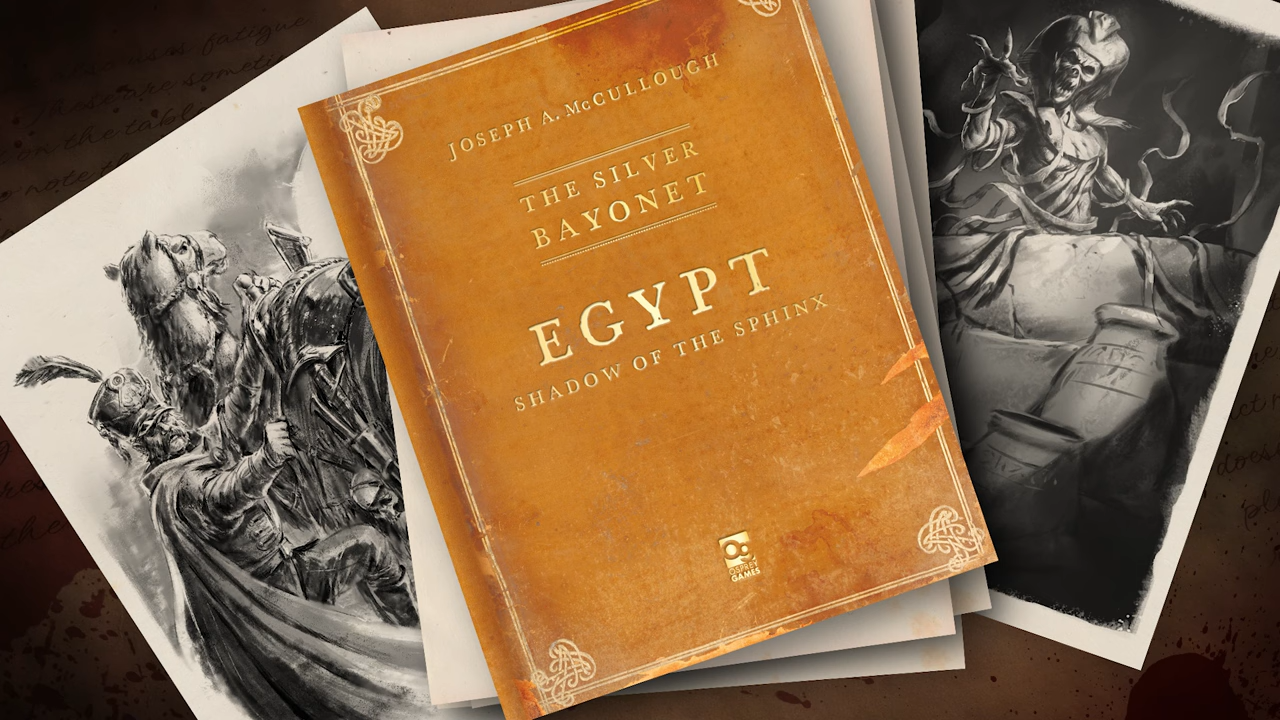 JOSEPH A. McCULLOUGH
THE SILVER
BAYONET
EGYPT
SHADOW OF THE SPHINX
OSPREY
GAMES